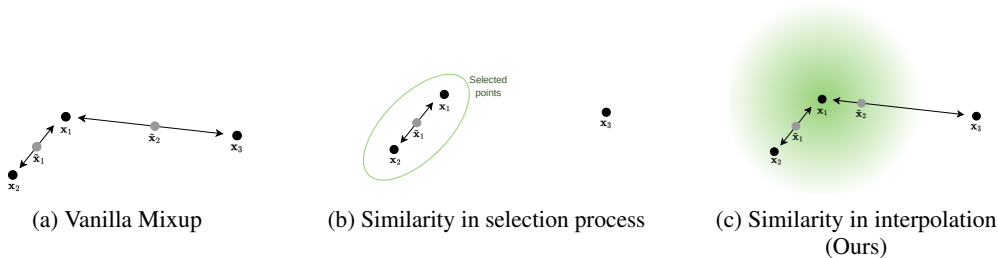 x₁
x̃₂
x₃
x̃₁
x₂
(a) Vanilla Mixup
Selected
points
x₁
x̃₁
x₂
x₃
(b) Similarity in selection process
x₁
x̃₂
x₃
x̃₁
x₂
(c) Similarity in interpolation
(Ours)